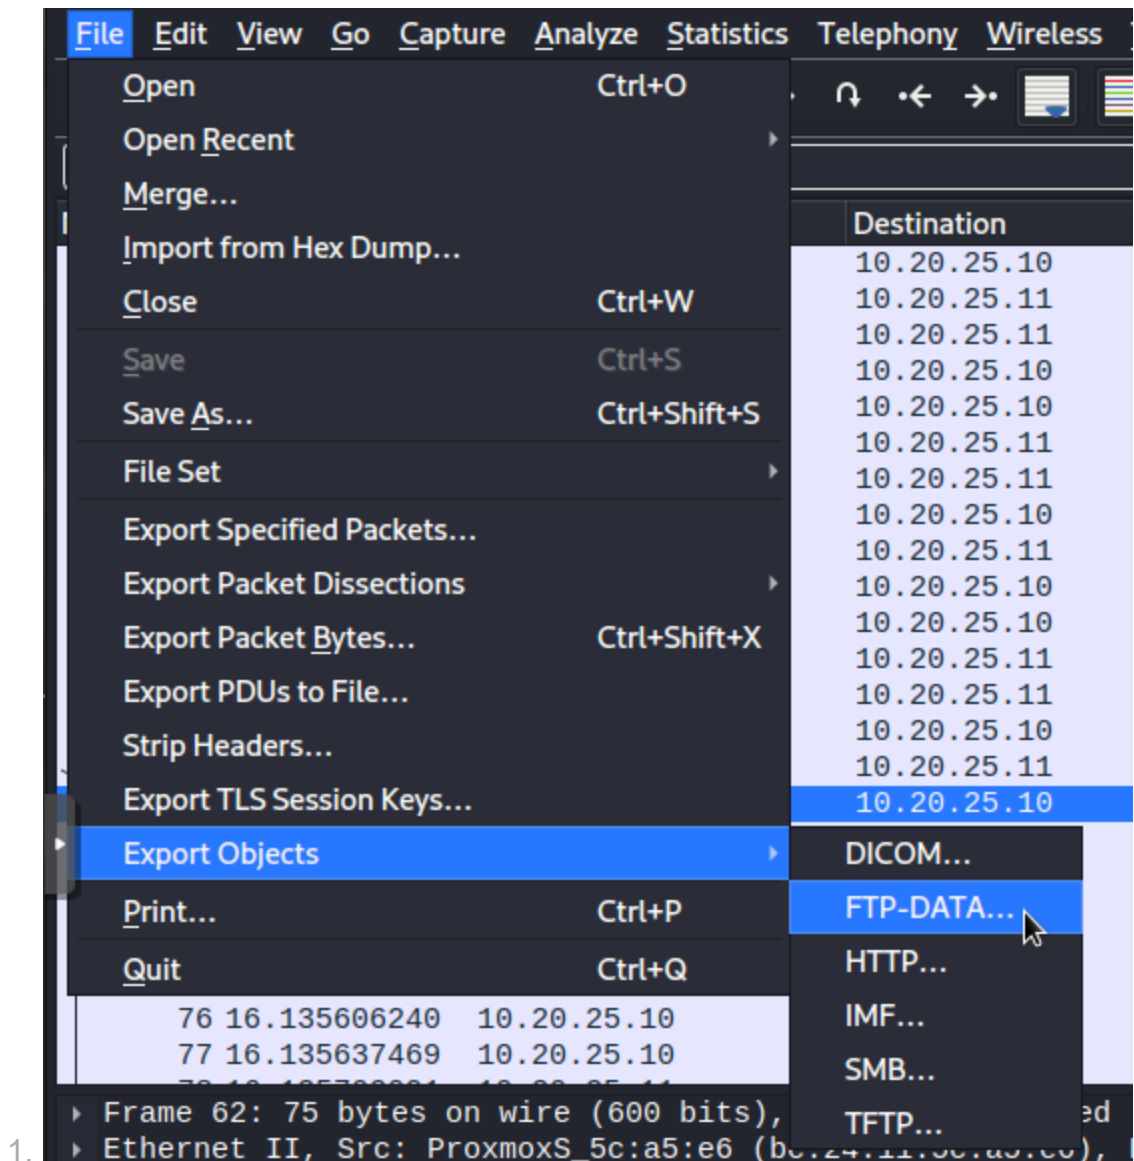 File Edit View Go Capture Analyze Statistics Telephony Wireless
Open Ctrl+O
Open Recent
Merge...
Import from Hex Dump...
Close Ctrl+W
Save Ctrl+S
Save As... Ctrl+Shift+S
File Set
Export Specified Packets...
Export Packet Dissections
Export Packet Bytes... Ctrl+Shift+X
Export PDUs to File...
Strip Headers...
Export TLS Session Keys...
Export Objects
Print... Ctrl+P
Quit Ctrl+Q
Destination
10.20.25.10
10.20.25.11
10.20.25.11
10.20.25.10
10.20.25.10
10.20.25.11
10.20.25.11
10.20.25.10
10.20.25.11
10.20.25.10
10.20.25.10
10.20.25.11
10.20.25.11
10.20.25.10
10.20.25.11
10.20.25.10
DICOM...
FTP-DATA...
HTTP...
IMF...
SMB...
TFTP...
76 16.135606240 10.20.25.10
77 16.135637469 10.20.25.10
Frame 62: 75 bytes on wire (600 bits), ed
1. Ethernet II, Src: ProxmoxS_5c:a5:e6